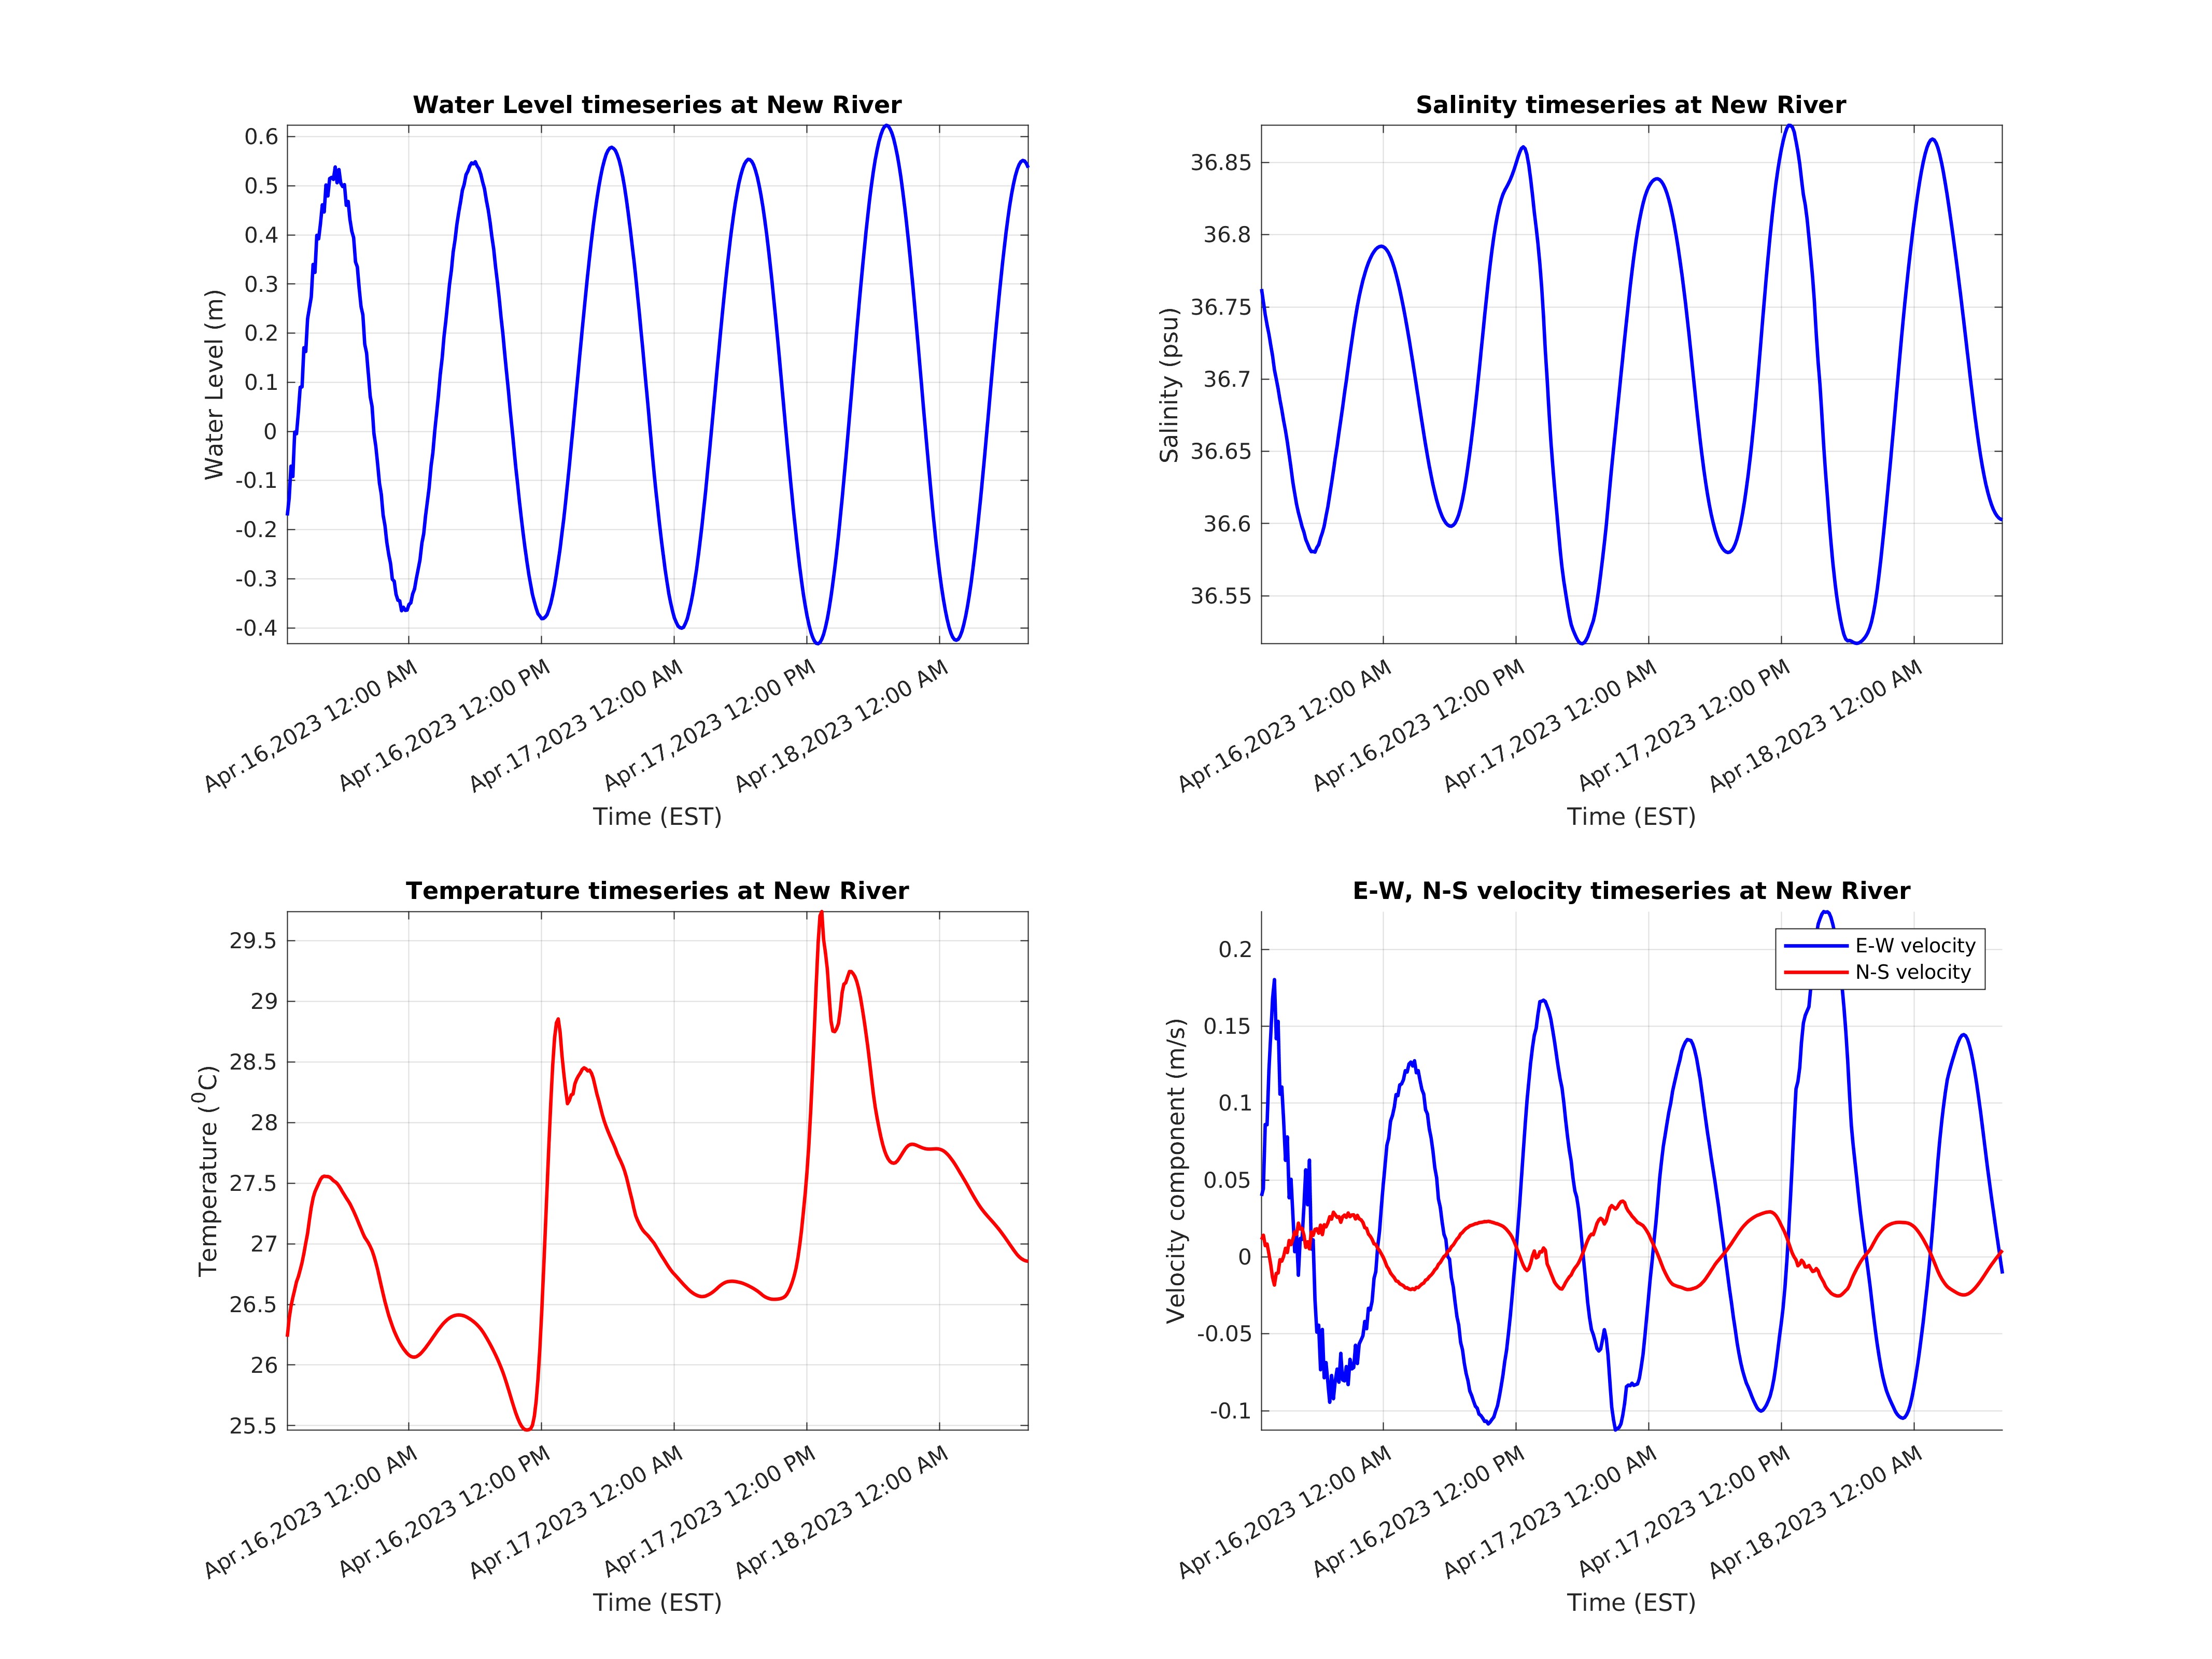 Water Level timeseries at New River
Water Level (m)
0.6
0.5
0.4
0.3
0.2
0.1
0
-0.1
-0.2
-0.3
-0.4
Apr.16,2023 12:00 AM
Apr.16,2023 12:00 PM
Apr.17,2023 12:00 AM
Apr.17,2023 12:00 PM
Apr.18,2023 12:00 AM
Time (EST)
Salinity timeseries at New River
Salinity (psu)
36.85
36.8
36.75
36.7
36.65
36.6
36.55
Apr.16,2023 12:00 AM
Apr.16,2023 12:00 PM
Apr.17,2023 12:00 AM
Apr.17,2023 12:00 PM
Apr.18,2023 12:00 AM
Time (EST)
Temperature timeseries at New River
Temperature (⁰C)
29.5
29
28.5
28
27.5
27
26.5
26
25.5
Apr.16,2023 12:00 AM
Apr.16,2023 12:00 PM
Apr.17,2023 12:00 AM
Apr.17,2023 12:00 PM
Apr.18,2023 12:00 AM
Time (EST)
E-W, N-S velocity timeseries at New River
Velocity component (m/s)
0.2
0.15
0.1
0.05
0
-0.05
-0.1
E-W velocity
N-S velocity
Apr.16,2023 12:00 AM
Apr.16,2023 12:00 PM
Apr.17,2023 12:00 AM
Apr.17,2023 12:00 PM
Apr.18,2023 12:00 AM
Time (EST)